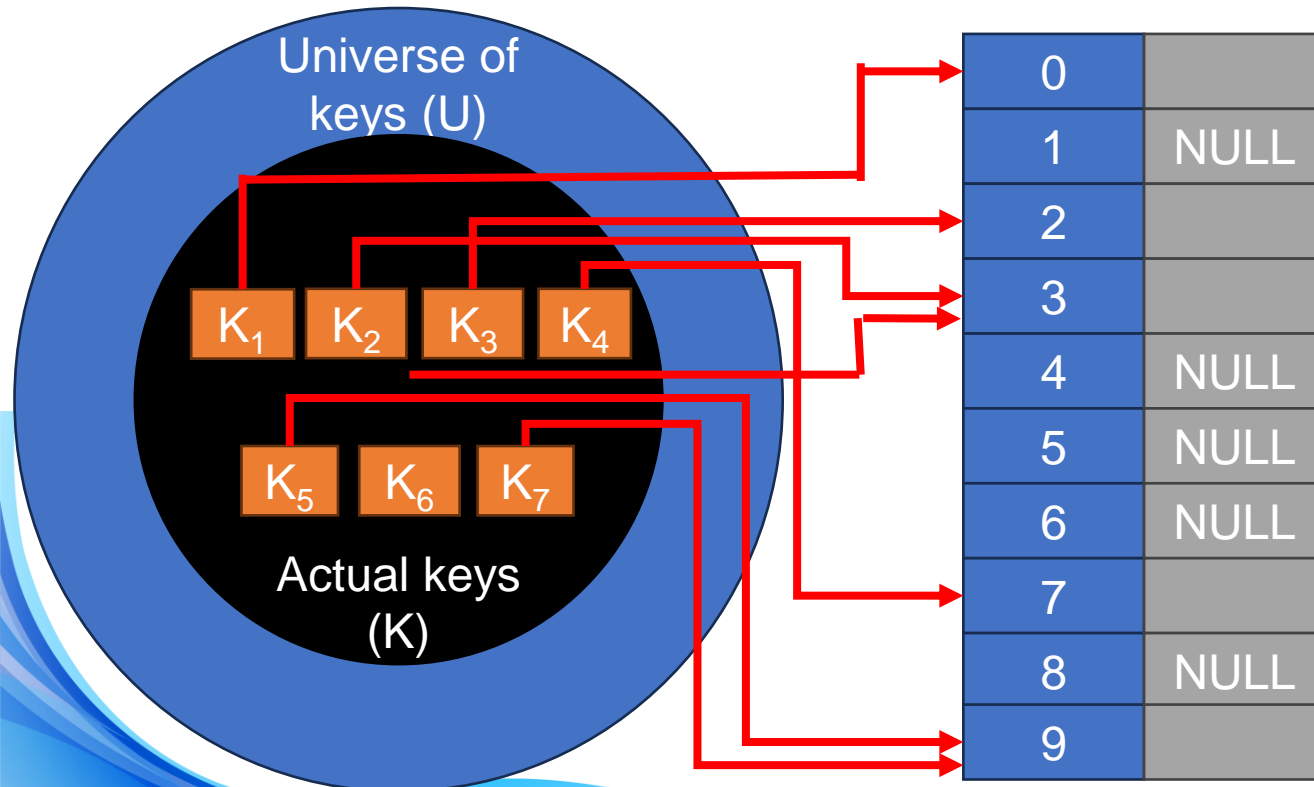 Universe of
keys (U)
K₁ K₂ K₃ K₄
K₅ K₆ K₇
Actual keys
(K)
0
1 NULL
2
3
4 NULL
5 NULL
6 NULL
7
8 NULL
9